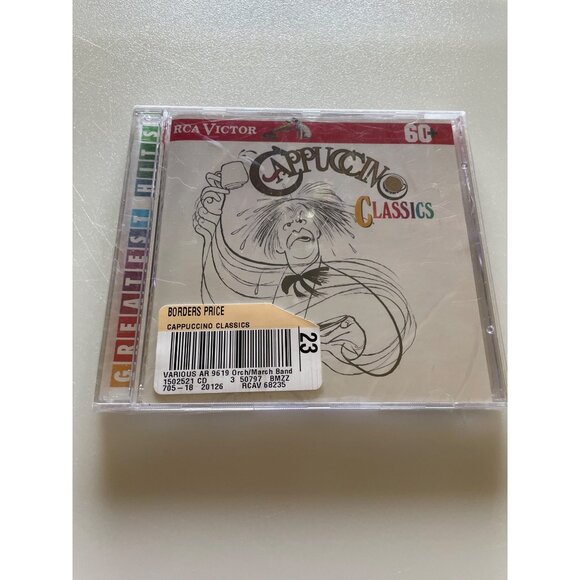 RCA VICTOR
60+
CAPPUCCINO
CLASSICS
GREATEST HITS
BORDERS PRICE
CAPPUCCINO CLASSICS
23
VARIOUS AR 9619 Orch/March Band
1502521 CD 3 50797 BMZZ
705-18 20126 RCAV 68235